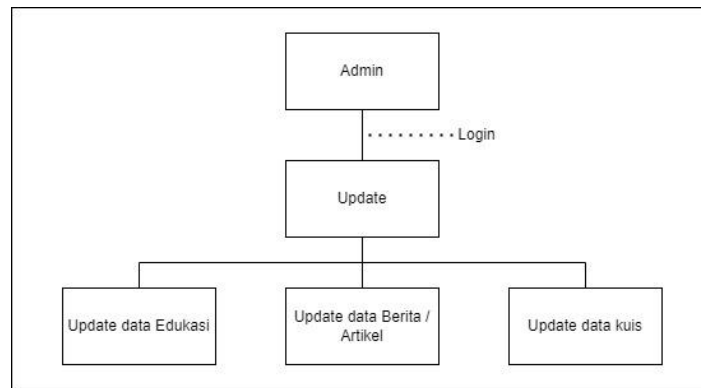 Admin
Login
Update
Update data Edukasi
Update data Berita /
Artikel
Update data kuis